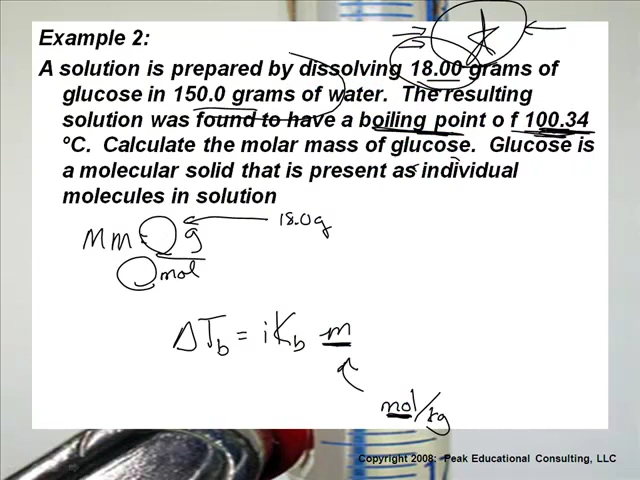 Example 2:
A solution is prepared by dissolving 18.00 grams of
glucose in 150.0 grams of water. The resulting
solution was found to have a boiling point o f 100.34
°C. Calculate the molar mass of glucose. Glucose is
a molecular solid that is present as individual
molecules in solution
Mm = g 18.0g
mol
ΔTb = iKb m
mol/kg
Copyright 2008: Peak Educational Consulting, LLC